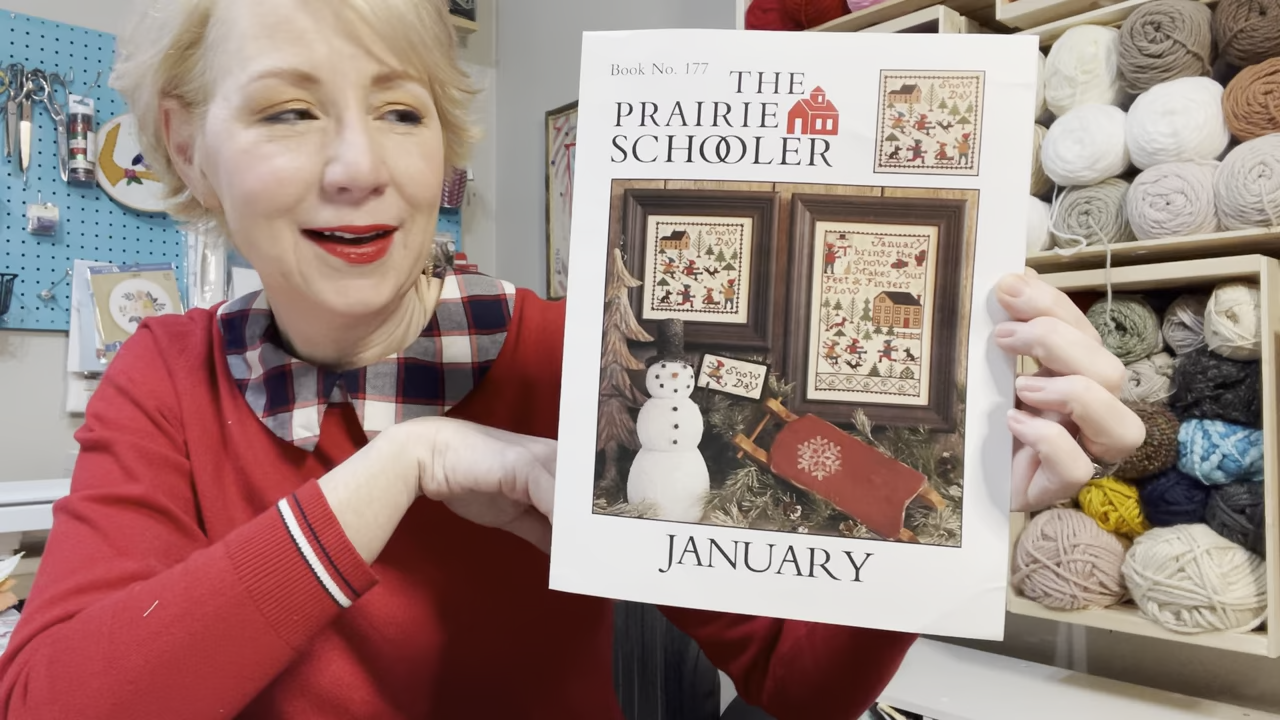 Book No. 177
THE
PRAIRIE
SCHOOLER
Snow
Day
Snow
Day
January
brings the
Snow
Makes Your
Feet & Fingers
Glow
Snow
Day
JANUARY